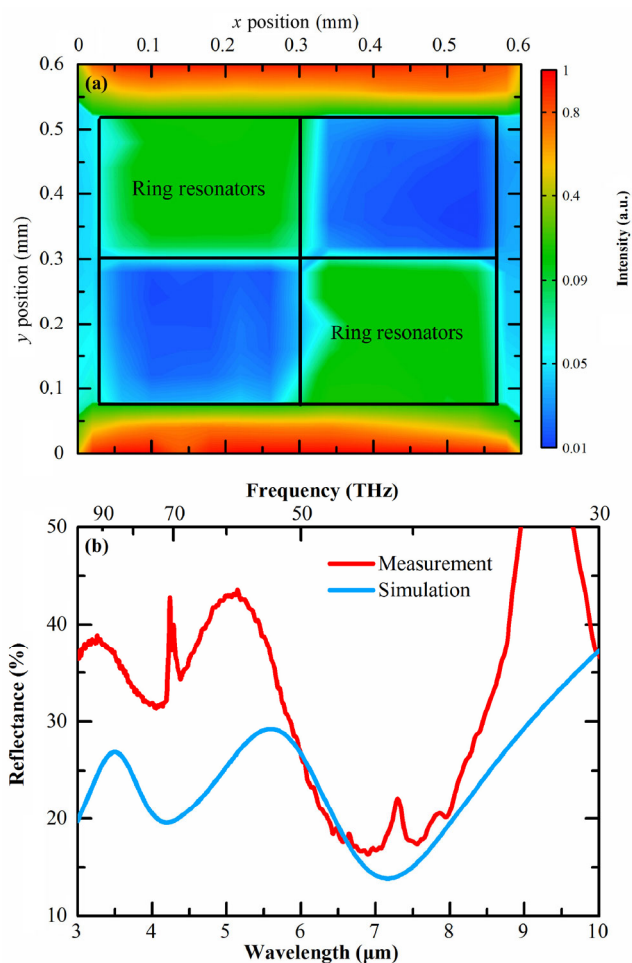 x position (mm)
0 0.1 0.2 0.3 0.4 0.5 0.6
0.6
(a)
0.5
0.4
0.3
0.2
0.1
0
y position (mm)
Ring resonators
Ring resonators
1
0.8
0.4
0.09
0.05
0.01
Intensity (a.u.)
Frequency (THz)
90 70 50 30
50
(b)
40
30
20
10
Reflectance (%)
Measurement
Simulation
3 4 5 6 7 8 9 10
Wavelength (μm)